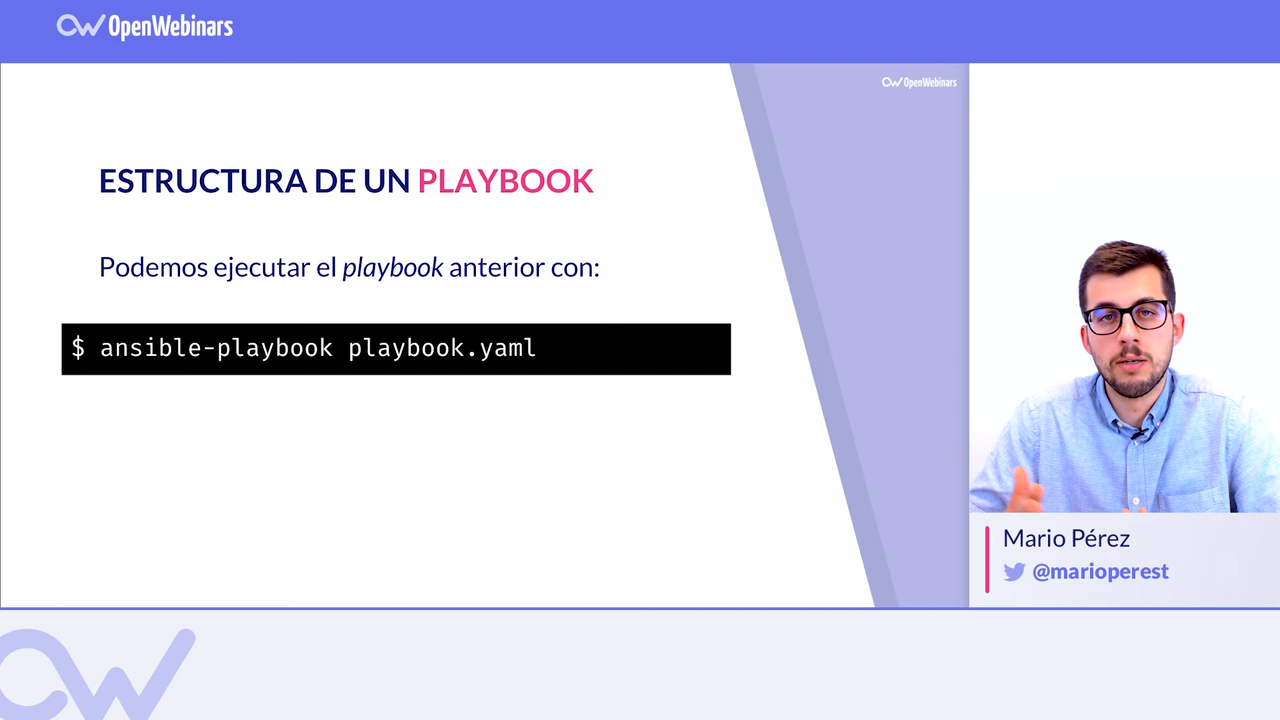 OpenWebinars
OpenWebinars
ESTRUCTURA DE UN PLAYBOOK
Podemos ejecutar el playbook anterior con:
$ ansible-playbook playbook.yaml
Mario Pérez
@marioperest